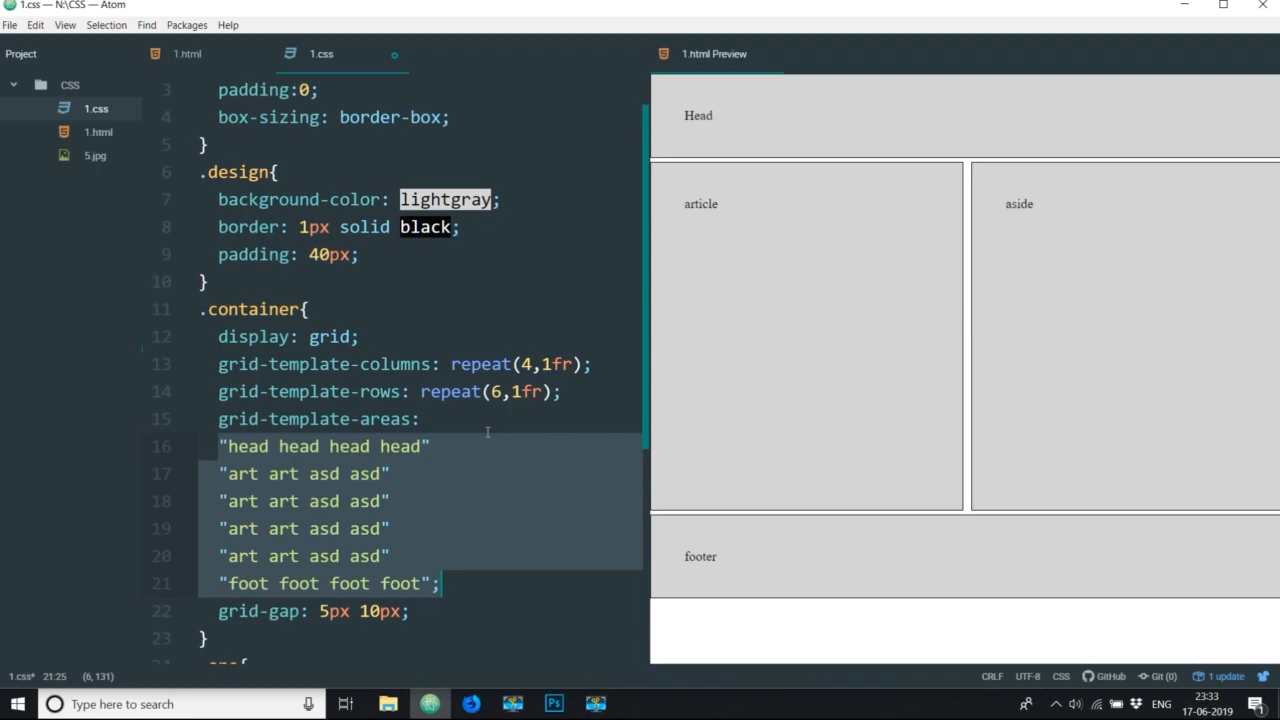 1.css — N:\CSS — Atom
File Edit View Selection Find Packages Help
Project
1.html
1.css
1.html Preview
CSS
1.css
1.html
5.jpg
3 padding:0;
4 box-sizing: border-box;
5 }
6 .design{
7 background-color: lightgray;
8 border: 1px solid black;
9 padding: 40px;
10 }
11 .container{
12 display: grid;
13 grid-template-columns: repeat(4,1fr);
14 grid-template-rows: repeat(6,1fr);
15 grid-template-areas:
16 "head head head head"
17 "art art asd asd"
18 "art art asd asd"
19 "art art asd asd"
20 "art art asd asd"
21 "foot foot foot foot";
22 grid-gap: 5px 10px;
23 }
Head
article
aside
footer
1.css* 21:25 (6, 131)
CRLF UTF-8 CSS GitHub Git (0) 1 update
Type here to search
Ps
ENG
23:33
17-06-2019
1